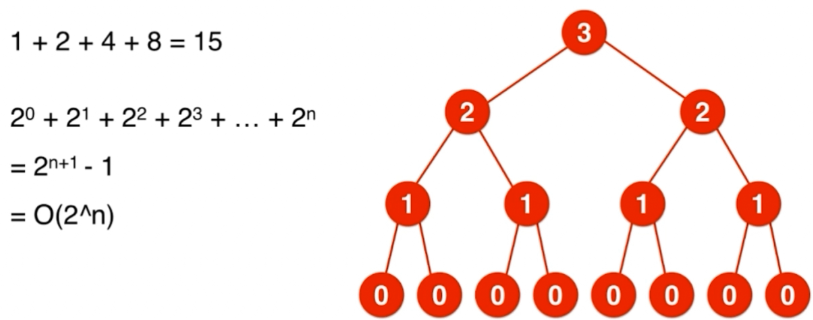 1 + 2 + 4 + 8 = 15
2⁰ + 2¹ + 2² + 2³ + … + 2ⁿ
= 2ⁿ⁺¹ - 1
= O(2^n)
3
2 2
1 1 1 1
0 0 0 0 0 0 0 0